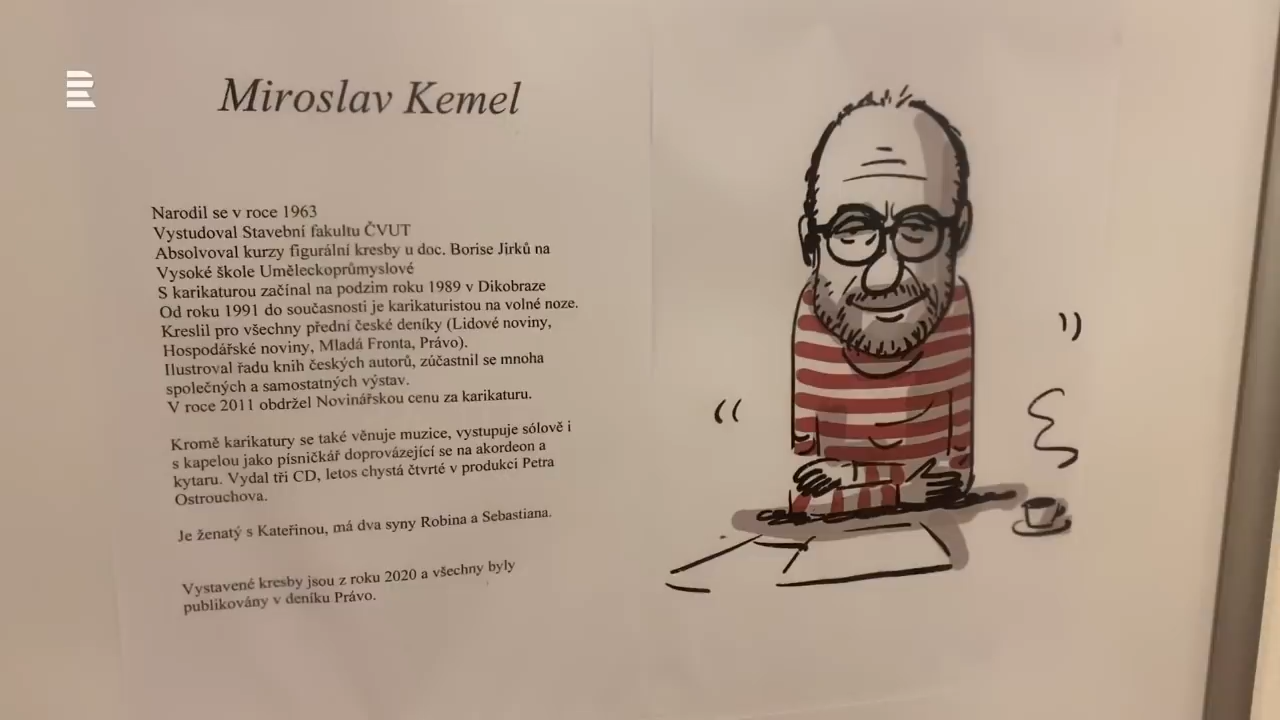 Miroslav Kemel
Narodil se v roce 1963
Vystudoval Stavební fakultu ČVUT
Absolvoval kurzy figurální kresby u doc. Borise Jirků na
Vysoké škole Uměleckoprůmyslové
S karikaturou začínal na podzim roku 1989 v Dikobraze
Od roku 1991 do současnosti je karikaturistou na volné noze.
Kreslil pro všechny přední české deníky (Lidové noviny,
Hospodářské noviny, Mladá Fronta, Právo).
Ilustroval řadu knih českých autorů, zúčastnil se mnoha
společných a samostatných výstav.
V roce 2011 obdržel Novinářskou cenu za karikaturu.
Kromě karikatury se také věnuje muzice, vystupuje sólově i
s kapelou jako písničkář doprovázející se na akordeon a
kytaru. Vydal tři CD, letos chystá čtvrté v produkci Petra
Ostrouchova.
Je ženatý s Kateřinou, má dva syny Robina a Sebastiana.
Vystavené kresby jsou z roku 2020 a všechny byly
publikovány v deníku Právo.